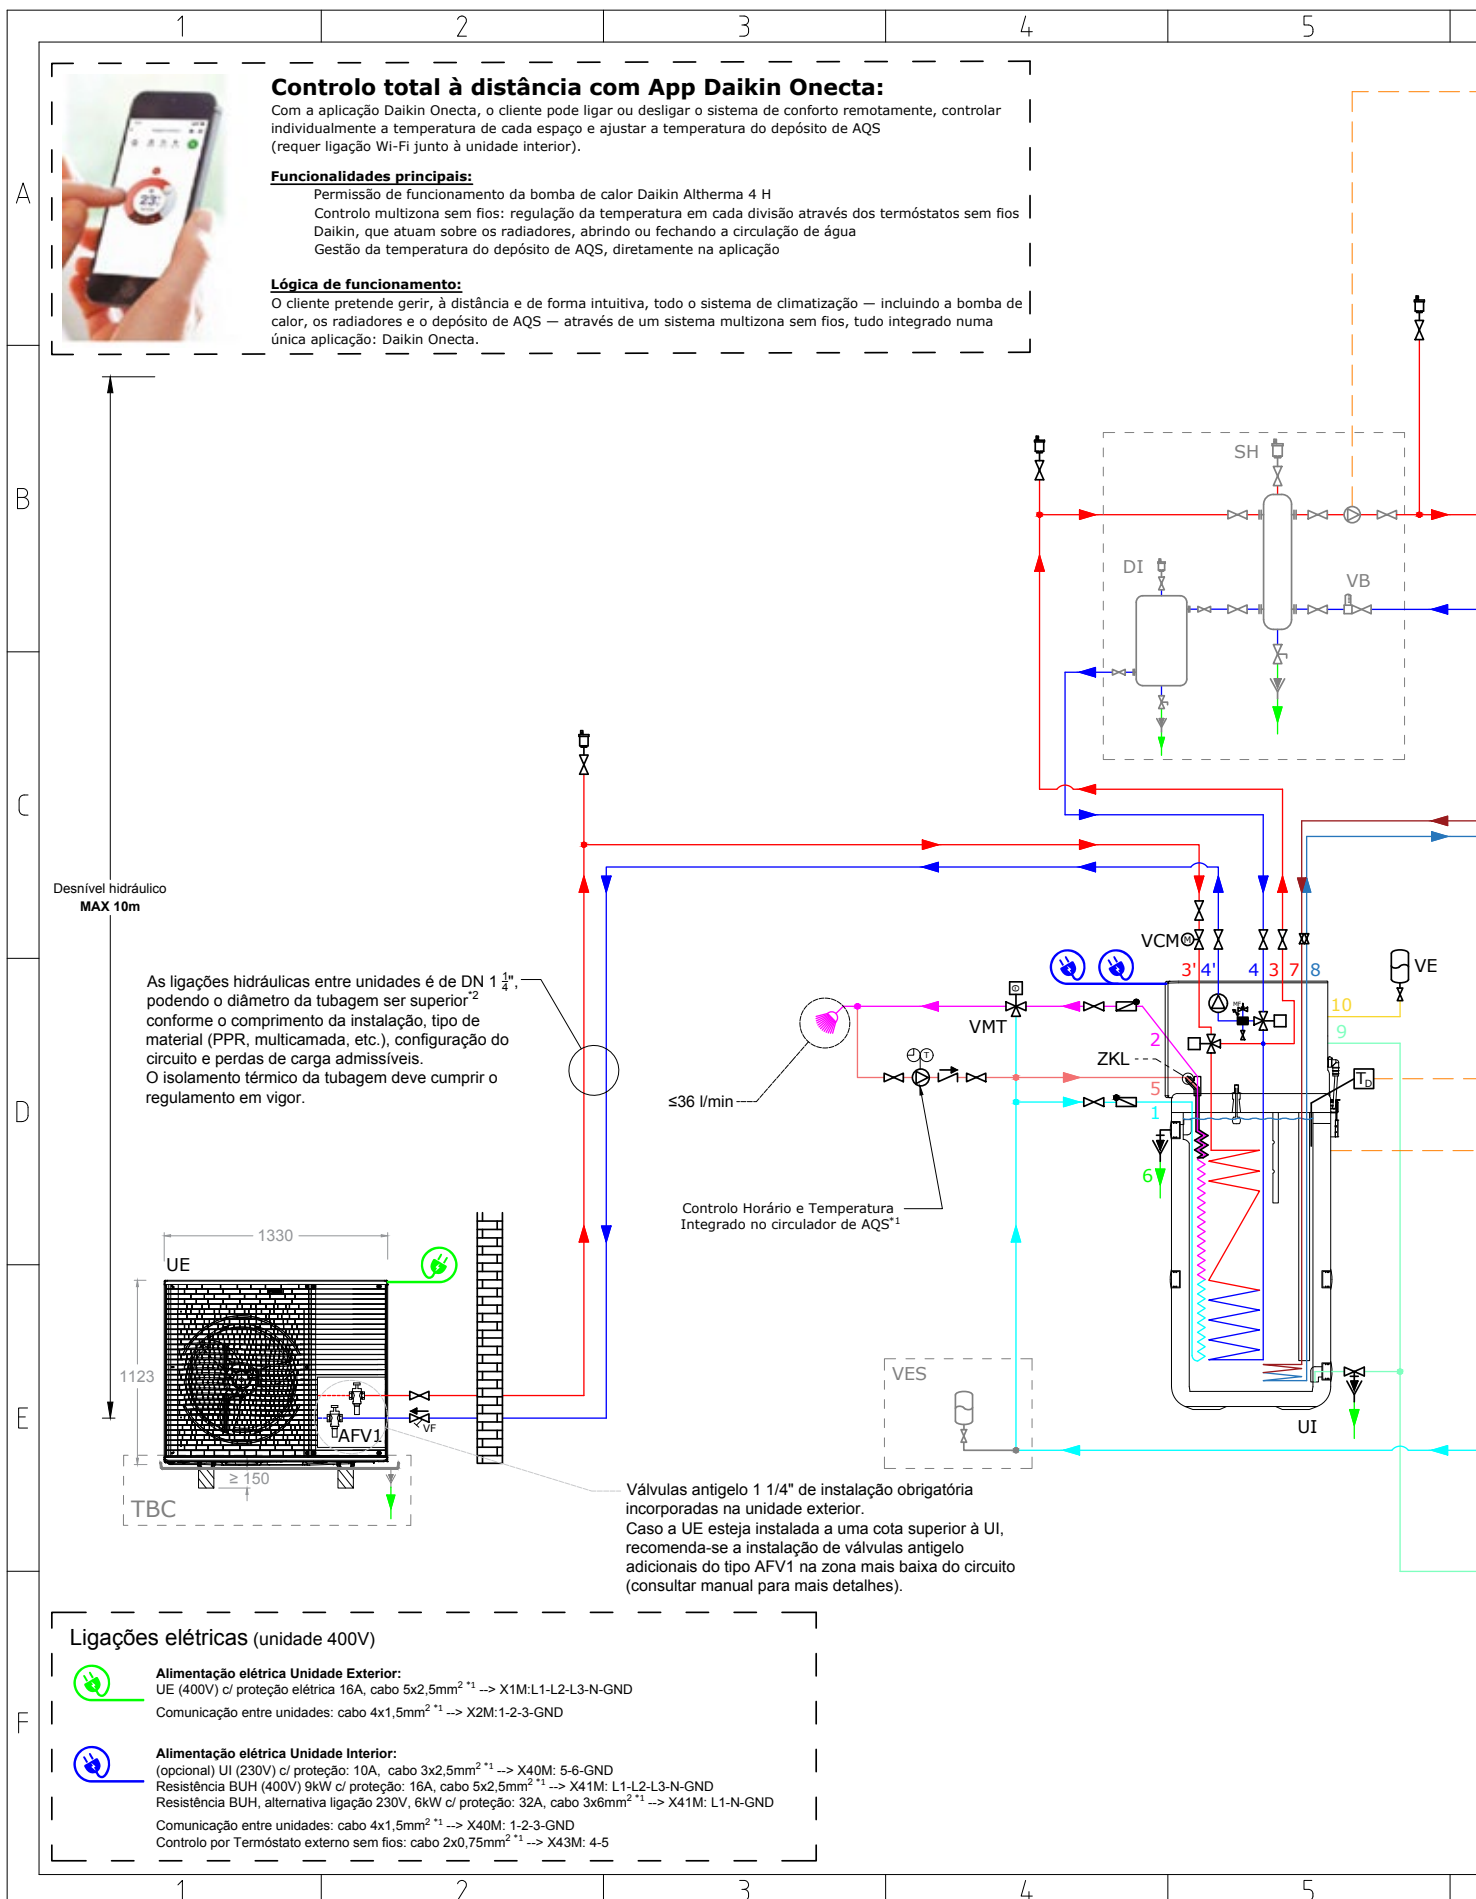 1 2 3 4 5
A
B
C
D
E
F
Controlo total à distância com App Daikin Onecta:
Com a aplicação Daikin Onecta, o cliente pode ligar ou desligar o sistema de conforto remotamente, controlar
individualmente a temperatura de cada espaço e ajustar a temperatura do depósito de AQS
(requer ligação Wi-Fi junto à unidade interior).
Funcionalidades principais:
Permissão de funcionamento da bomba de calor Daikin Altherma 4 H
Controlo multizona sem fios: regulação da temperatura em cada divisão através dos termóstatos sem fios
Daikin, que atuam sobre os radiadores, abrindo ou fechando a circulação de água
Gestão da temperatura do depósito de AQS, diretamente na aplicação
Lógica de funcionamento:
O cliente pretende gerir, à distância e de forma intuitiva, todo o sistema de climatização — incluindo a bomba de
calor, os radiadores e o depósito de AQS — através de um sistema multizona sem fios, tudo integrado numa
única aplicação: Daikin Onecta.
23
SH
DI
VB
Desnível hidráulico
MAX 10m
As ligações hidráulicas entre unidades é de DN 1 1/4",
podendo o diâmetro da tubagem ser superior*2
conforme o comprimento da instalação, tipo de
material (PPR, multicamada, etc.), configuração do
circuito e perdas de carga admissíveis.
O isolamento térmico da tubagem deve cumprir o
regulamento em vigor.
VCM M
3' 4' 4 3 7 8
VE
10
9
MF
VMT
2
ZKL
5
1
T
TD
≤36 l/min
6
Controlo Horário e Temperatura
Integrado no circulador de AQS*1
1330
UE
1123
AFV1
VF
≥ 150
TBC
VES
UI
Válvulas antigelo 1 1/4" de instalação obrigatória
incorporadas na unidade exterior.
Caso a UE esteja instalada a uma cota superior à UI,
recomenda-se a instalação de válvulas antigelo
adicionais do tipo AFV1 na zona mais baixa do circuito
(consultar manual para mais detalhes).
Ligações elétricas (unidade 400V)
Alimentação elétrica Unidade Exterior:
UE (400V) c/ proteção elétrica 16A, cabo 5x2,5mm2 *1 --> X1M:L1-L2-L3-N-GND
Comunicação entre unidades: cabo 4x1,5mm2 *1 --> X2M:1-2-3-GND
Alimentação elétrica Unidade Interior:
(opcional) UI (230V) c/ proteção: 10A, cabo 3x2,5mm2 *1 --> X40M: 5-6-GND
Resistência BUH (400V) 9kW c/ proteção: 16A, cabo 5x2,5mm2 *1 --> X41M: L1-L2-L3-N-GND
Resistência BUH, alternativa ligação 230V, 6kW c/ proteção: 32A, cabo 3x6mm2 *1 --> X41M: L1-N-GND
Comunicação entre unidades: cabo 4x1,5mm2 *1 --> X40M: 1-2-3-GND
Controlo por Termóstato externo sem fios: cabo 2x0,75mm2 *1 --> X43M: 4-5
1 2 3 4 5